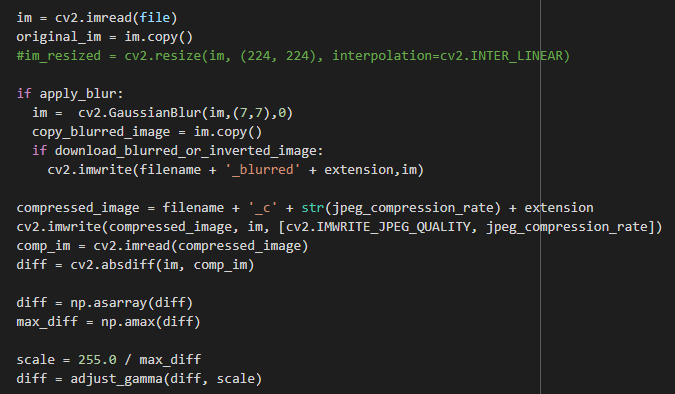 im = cv2.imread(file)
original_im = im.copy()
#im_resized = cv2.resize(im, (224, 224), interpolation=cv2.INTER_LINEAR)
if apply_blur:
  im =  cv2.GaussianBlur(im,(7,7),0)
  copy_blurred_image = im.copy()
  if download_blurred_or_inverted_image:
    cv2.imwrite(filename + '_blurred' + extension,im)
compressed_image = filename + '_c' + str(jpeg_compression_rate) + extension
cv2.imwrite(compressed_image, im, [cv2.IMWRITE_JPEG_QUALITY, jpeg_compression_rate])
comp_im = cv2.imread(compressed_image)
diff = cv2.absdiff(im, comp_im)
diff = np.asarray(diff)
max_diff = np.amax(diff)
scale = 255.0 / max_diff
diff = adjust_gamma(diff, scale)